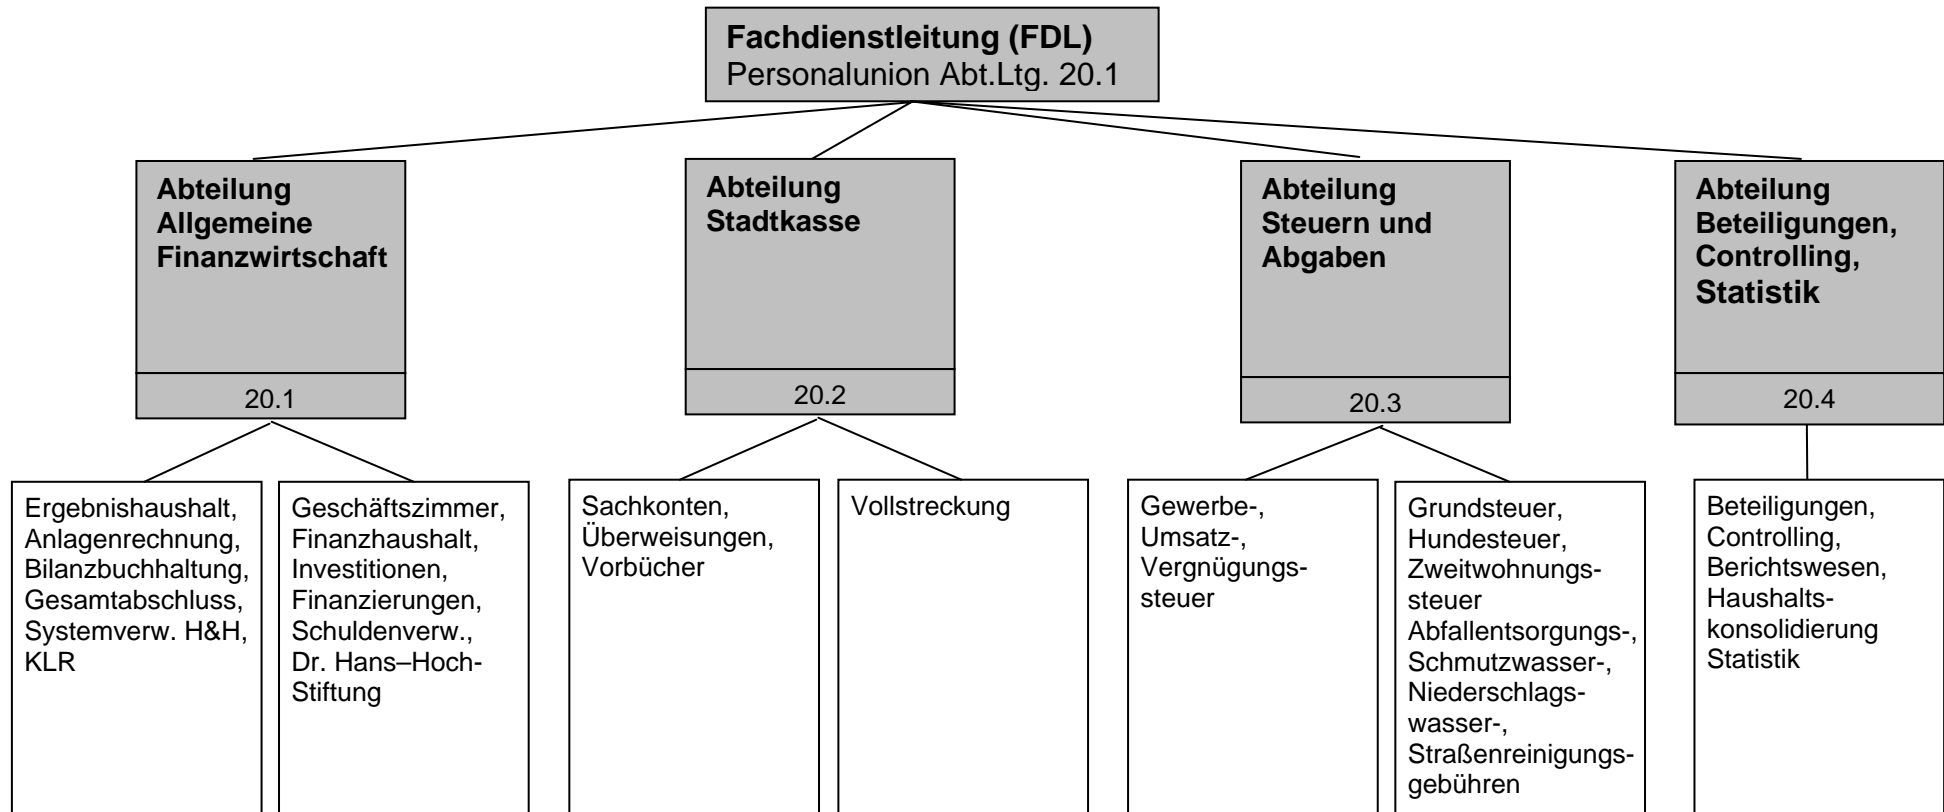 Fachdienstleitung (FDL)
Personalunion Abt.Ltg. 20.1
Abteilung
Allgemeine
Finanzwirtschaft
20.1
Abteilung
Stadtkasse
20.2
Abteilung
Steuern und
Abgaben
20.3
Abteilung
Beteiligungen,
Controlling,
Statistik
20.4
Ergebnishaushalt,
Anlagenrechnung,
Bilanzbuchhaltung,
Gesamtabschluss,
Systemverw. H&H,
KLR
Geschäftszimmer,
Finanzhaushalt,
Investitionen,
Finanzierungen,
Schuldenverw.,
Dr. Hans–Hoch-
Stiftung
Sachkonten,
Überweisungen,
Vorbücher
Vollstreckung
Gewerbe-,
Umsatz-,
Vergnügungs-
steuer
Grundsteuer,
Hundesteuer,
Zweitwohnungs-
steuer
Abfallentsorgungs-,
Schmutzwasser-,
Niederschlags-
wasser-,
Straßenreinigungs-
gebühren
Beteiligungen,
Controlling,
Berichtswesen,
Haushalts-
konsolidierung
Statistik